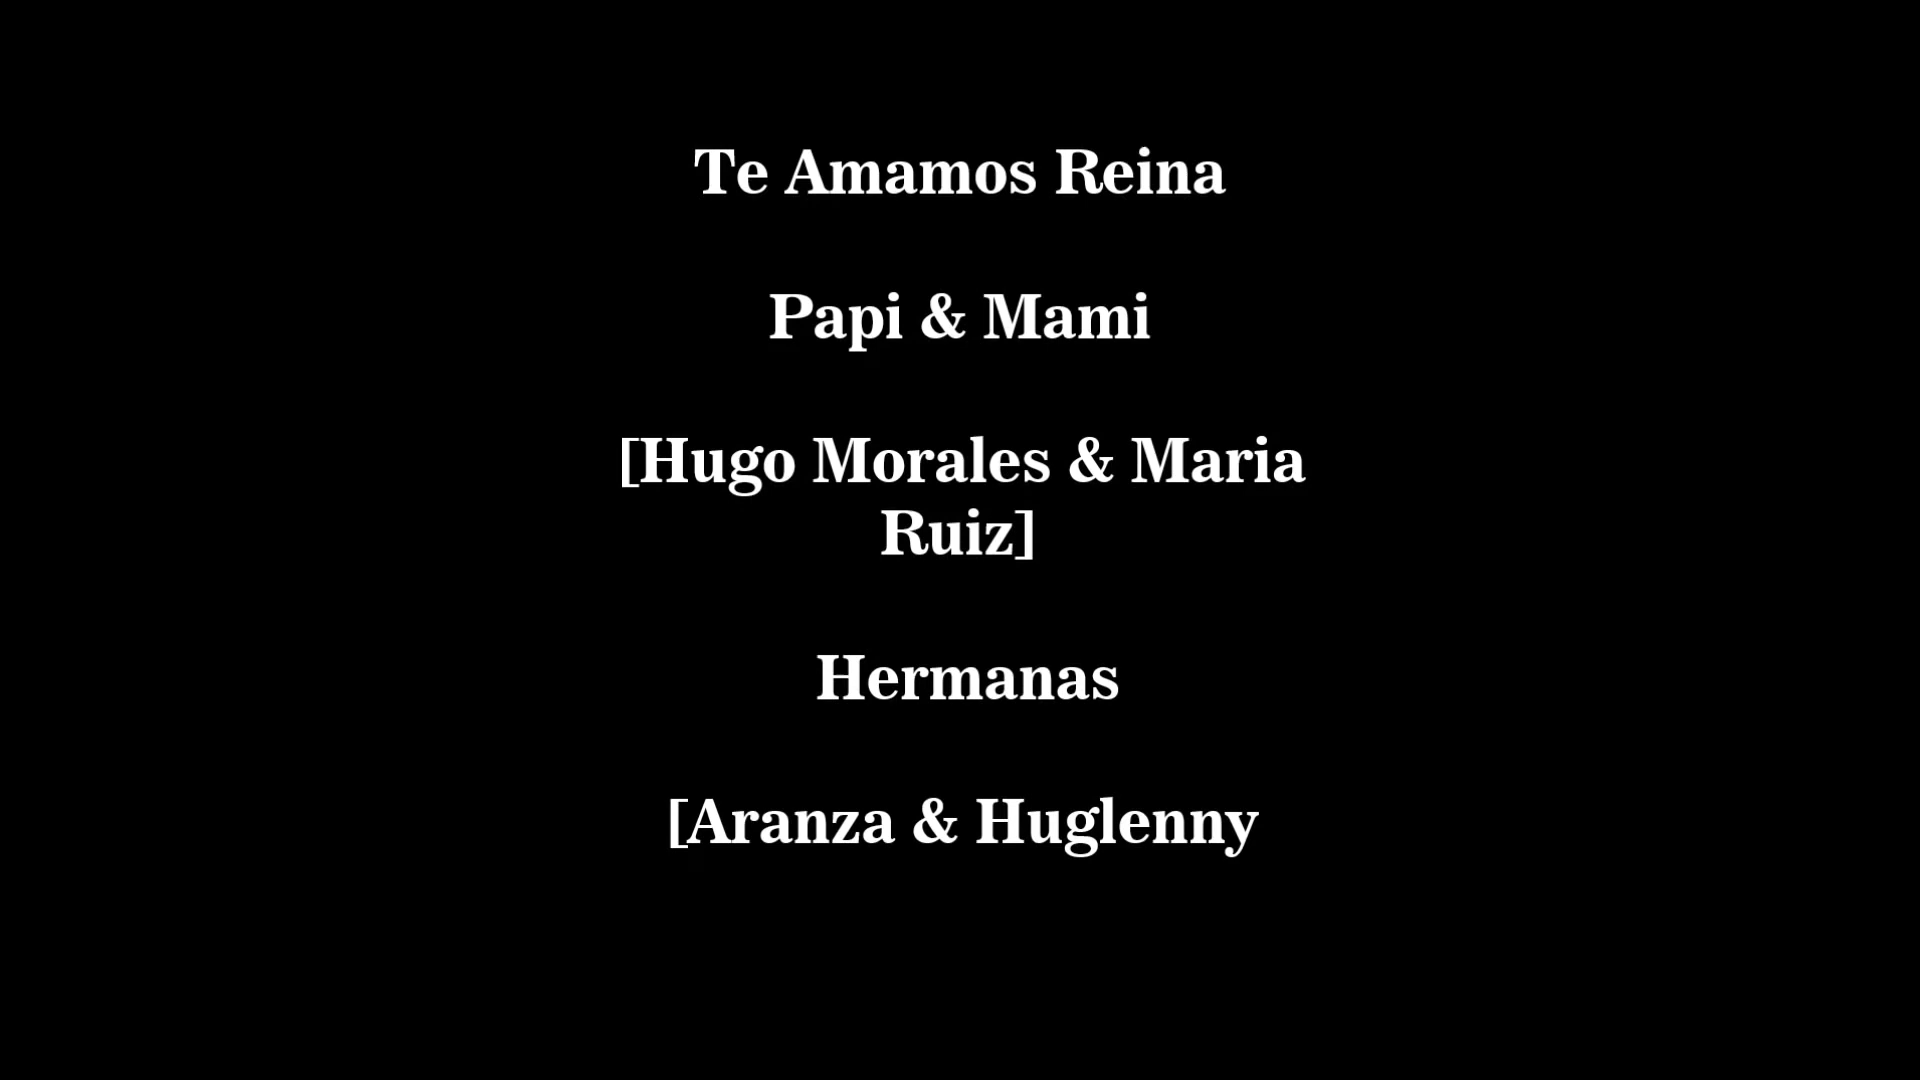 Te Amamos Reina
Papi & Mami
[Hugo Morales & Maria
Ruiz]
Hermanas
[Aranza & Huglenny